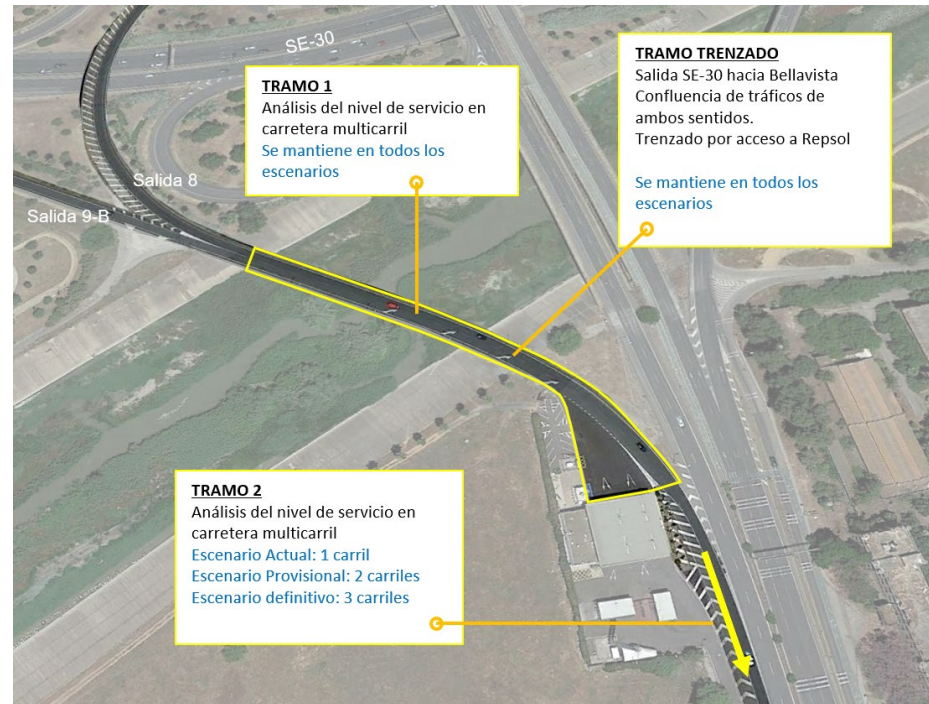 SE-30
TRAMO 1
Análisis del nivel de servicio en
carretera multicarril
Se mantiene en todos los
escenarios
TRAMO TRENZADO
Salida SE-30 hacia Bellavista
Confluencia de tráficos de
ambos sentidos.
Trenzado por acceso a Repsol
Se mantiene en todos los
escenarios
Salida 8
Salida 9-B
TRAMO 2
Análisis del nivel de servicio en
carretera multicarril
Escenario Actual: 1 carril
Escenario Provisional: 2 carriles
Escenario definitivo: 3 carriles